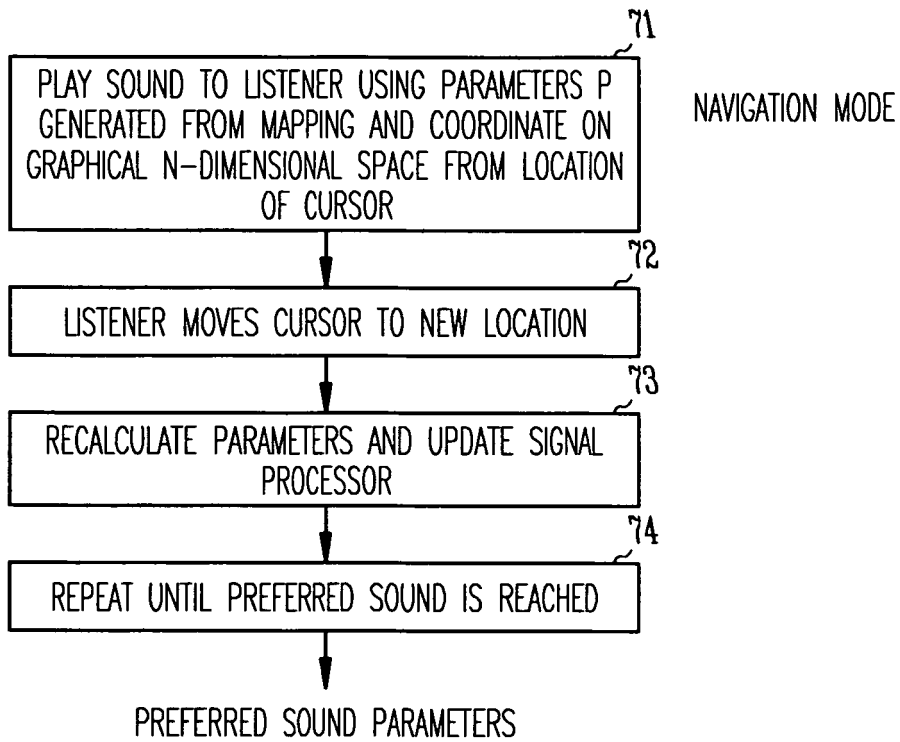 71
PLAY SOUND TO LISTENER USING PARAMETERS P
GENERATED FROM MAPPING AND COORDINATE ON
GRAPHICAL N-DIMENSIONAL SPACE FROM LOCATION
OF CURSOR
NAVIGATION MODE
72
LISTENER MOVES CURSOR TO NEW LOCATION
73
RECALCULATE PARAMETERS AND UPDATE SIGNAL
PROCESSOR
74
REPEAT UNTIL PREFERRED SOUND IS REACHED
PREFERRED SOUND PARAMETERS